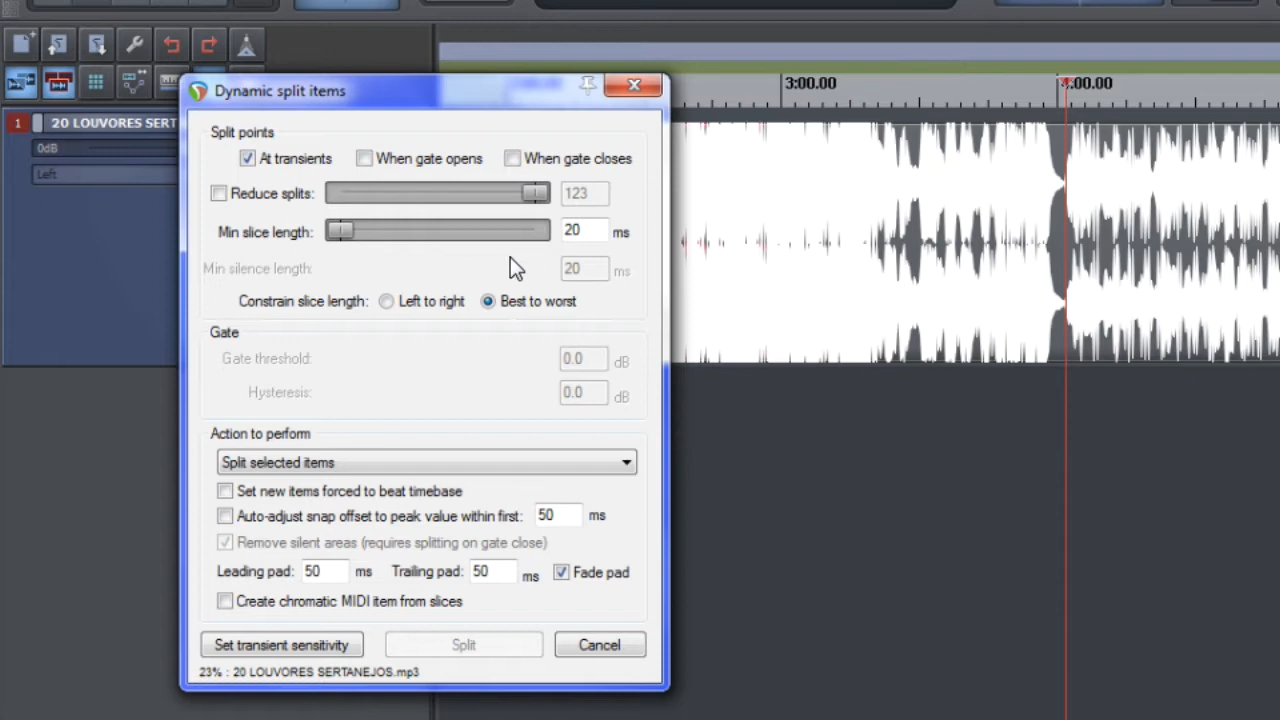 3:00.00
4:00.00
Dynamic split items
1 20 LOUVORES SERT
0dB
Left
Split points
At transients When gate opens When gate closes
Reduce splits: 123
Min slice length: 20 ms
Min silence length: 20 ms
Constrain slice length: Left to right Best to worst
Gate
Gate threshold: 0.0 dB
Hysteresis: 0.0 dB
Action to perform
Split selected items
Set new items forced to beat timebase
Auto-adjust snap offset to peak value within first: 50 ms
Remove silent areas (requires splitting on gate close)
Leading pad: 50 ms Trailing pad: 50 ms Fade pad
Create chromatic MIDI item from slices
Set transient sensitivity Split Cancel
23% : 20 LOUVORES SERTANEJOS.mp3